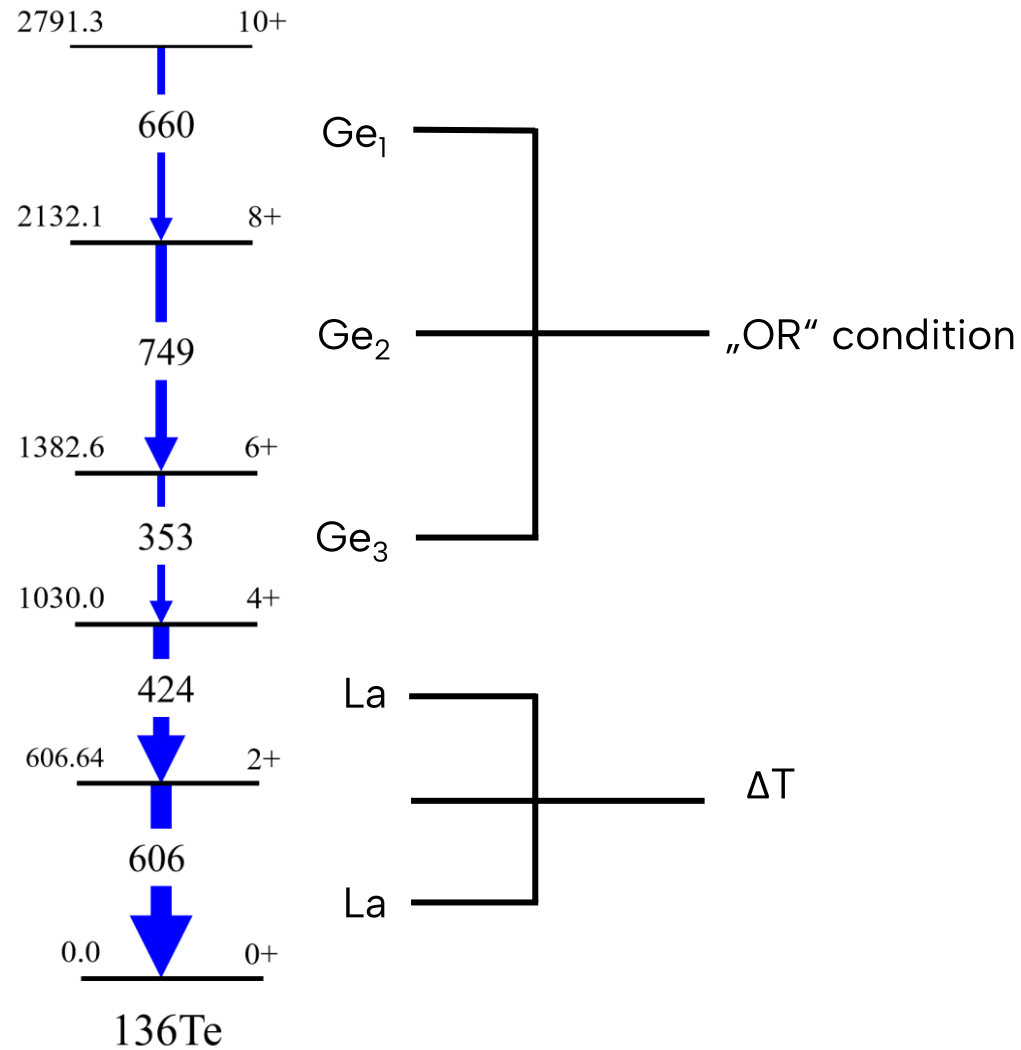 2791.3 10+
660
Ge₁
2132.1 8+
Ge₂ „OR“ condition
749
1382.6 6+
353
Ge₃
1030.0 4+
424
La
606.64 2+
ΔT
606
La
0.0 0+
136Te